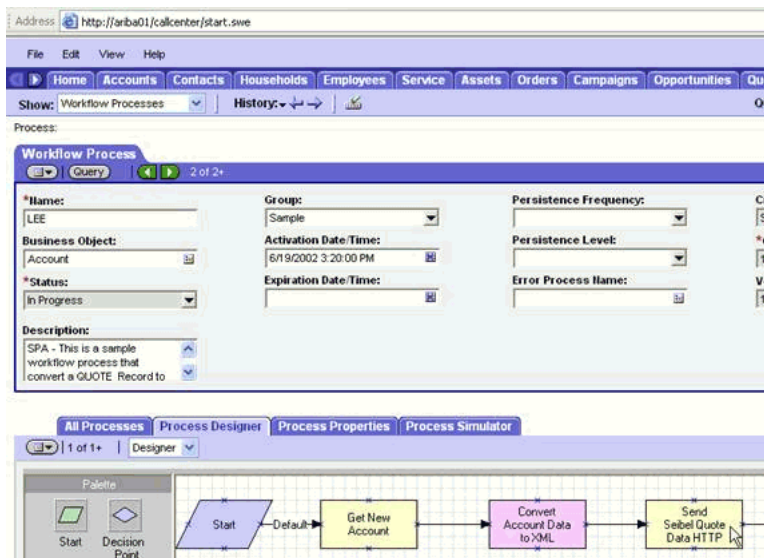 Address http://ariba01/callcenter/start.swe
File Edit View Help
Home Accounts Contacts Households Employees Service Assets Orders Campaigns Opportunities Qu
Show: Workflow Processes History:
Process:
Workflow Process
Query 2 of 2+
*Name: Group: Persistence Frequency:
LEE Sample
Business Object: Activation Date/Time: Persistence Level:
Account 6/19/2002 3:20:00 PM
*Status: Expiration Date/Time: Error Process Name:
In Progress
Description:
SPA - This is a sample
workflow process that
convert a QUOTE Record to
All Processes Process Designer Process Properties Process Simulator
1 of 1+ Designer
Palette
Start Decision
Point
Start
Default
Get New
Account
Convert
Account Data
to XML
Send
Seibel Quote
Data HTTP